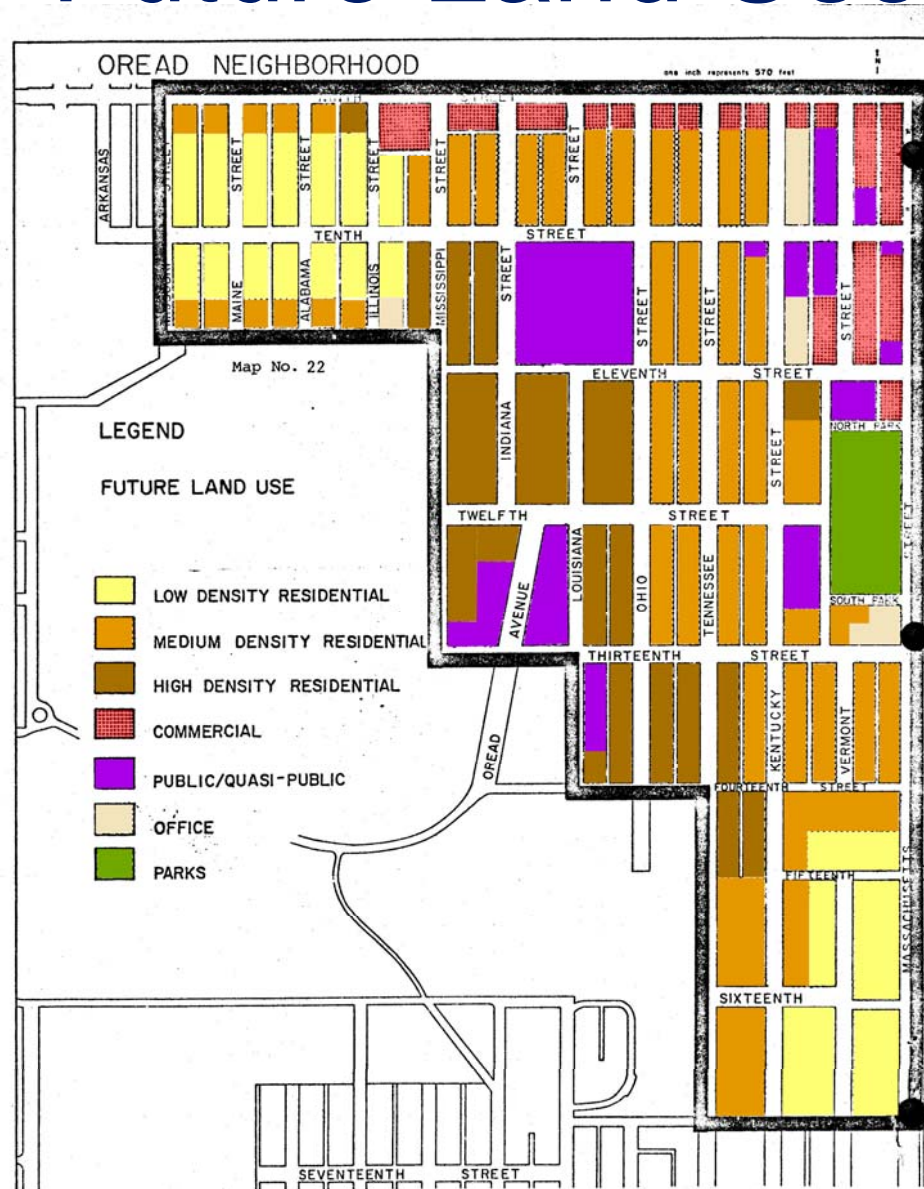 OREAD NEIGHBORHOOD
one inch represents 570 feet
ARKANSAS
STREET
STREET
STREET
STREET
STREET
STREET
TENTH STREET
MAINE
ALABAMA
ILLINOIS
MISSISSIPPI
STREET
STREET
STREET
STREET
Map No. 22
ELEVENTH STREET
LEGEND
INDIANA
STREET
NORTH PARK
FUTURE LAND USE
TWELFTH STREET
STREET
LOW DENSITY RESIDENTIAL
AVENUE
LOUISIANA
OHIO
TENNESSEE
SOUTH PARK
MEDIUM DENSITY RESIDENTIAL
THIRTEENTH STREET
HIGH DENSITY RESIDENTIAL
COMMERCIAL
OREAD
KENTUCKY
VERMONT
PUBLIC/QUASI-PUBLIC
FOURTEENTH STREET
OFFICE
PARKS
FIFTEENTH
MASSACHUSETTS
SIXTEENTH
SEVENTEENTH STREET